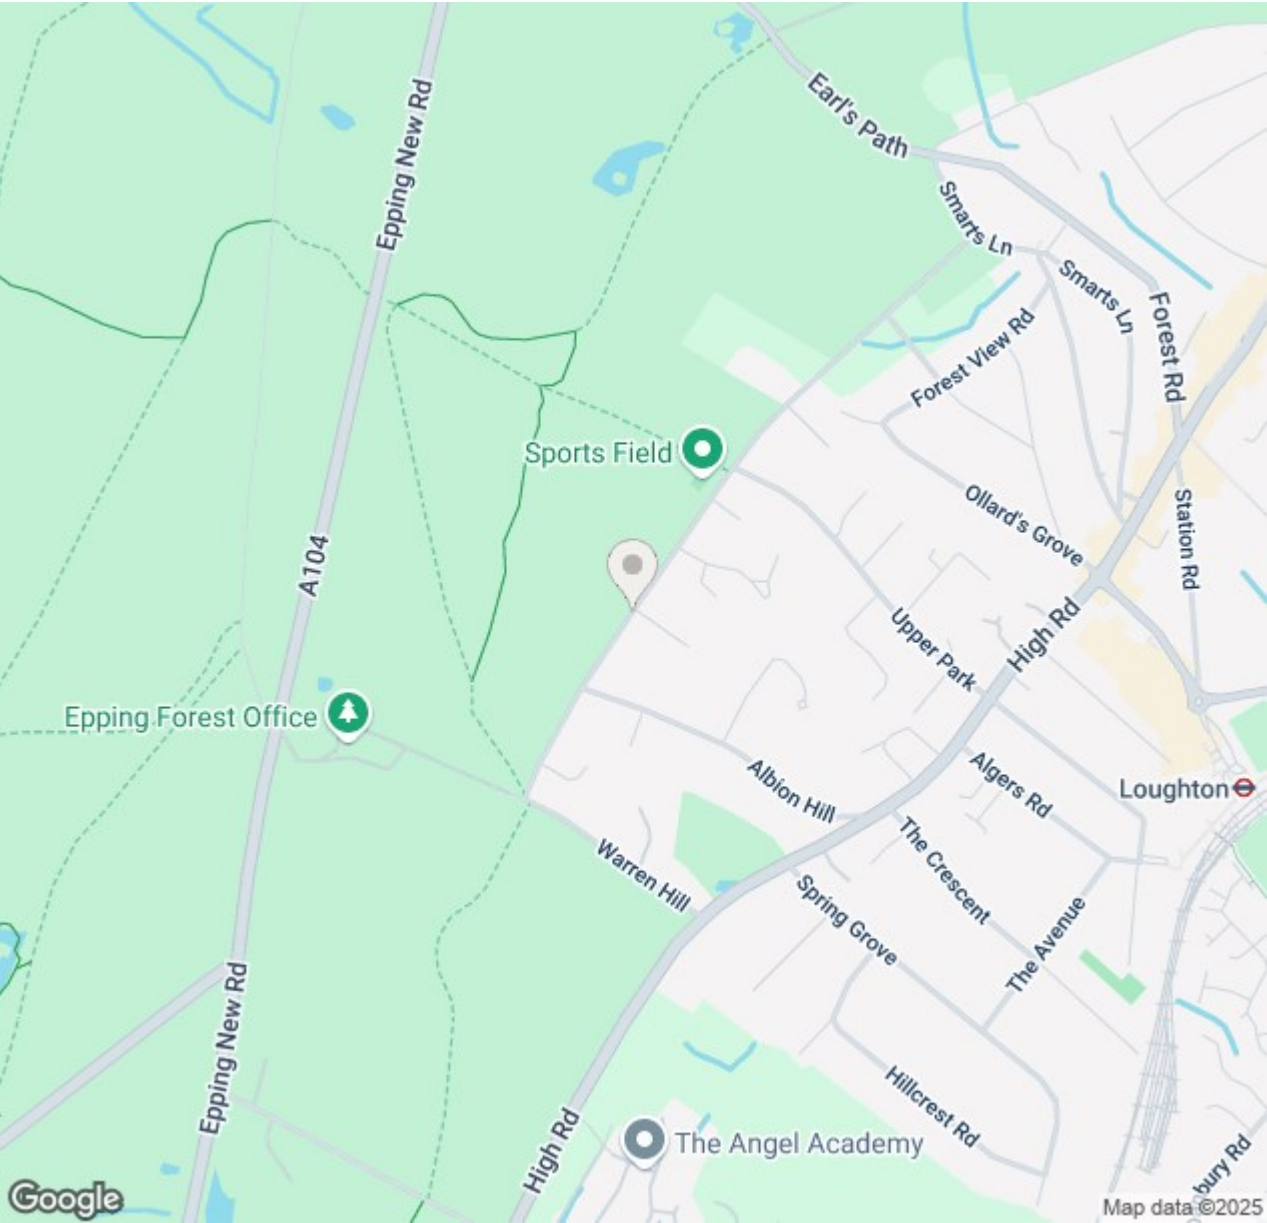 Earl's Path
Epping New Rd
Smarts Ln
Smarts Ln
Forest Rd
Forest View Rd
Sports Field
Ollard's Grove
Station Rd
A104
High Rd
Upper Park
Epping Forest Office
Albion Hill
Algers Rd
Loughton
The Crescent
Warren Hill
Spring Grove
The Avenue
Epping New Rd
Hillcrest Rd
High Rd
The Angel Academy
bury Rd
Google
Map data ©2025